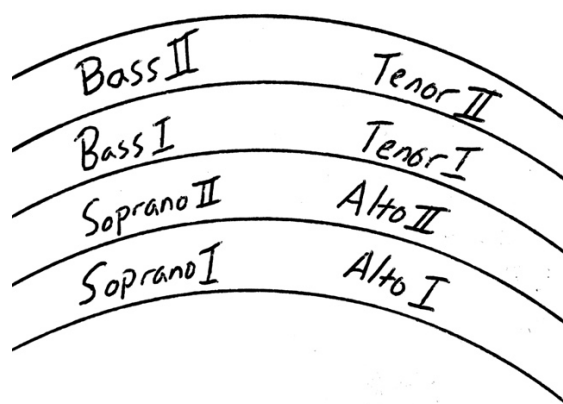 Bass II Tenor II
Bass I Tenor I
Soprano II Alto II
Soprano I Alto I